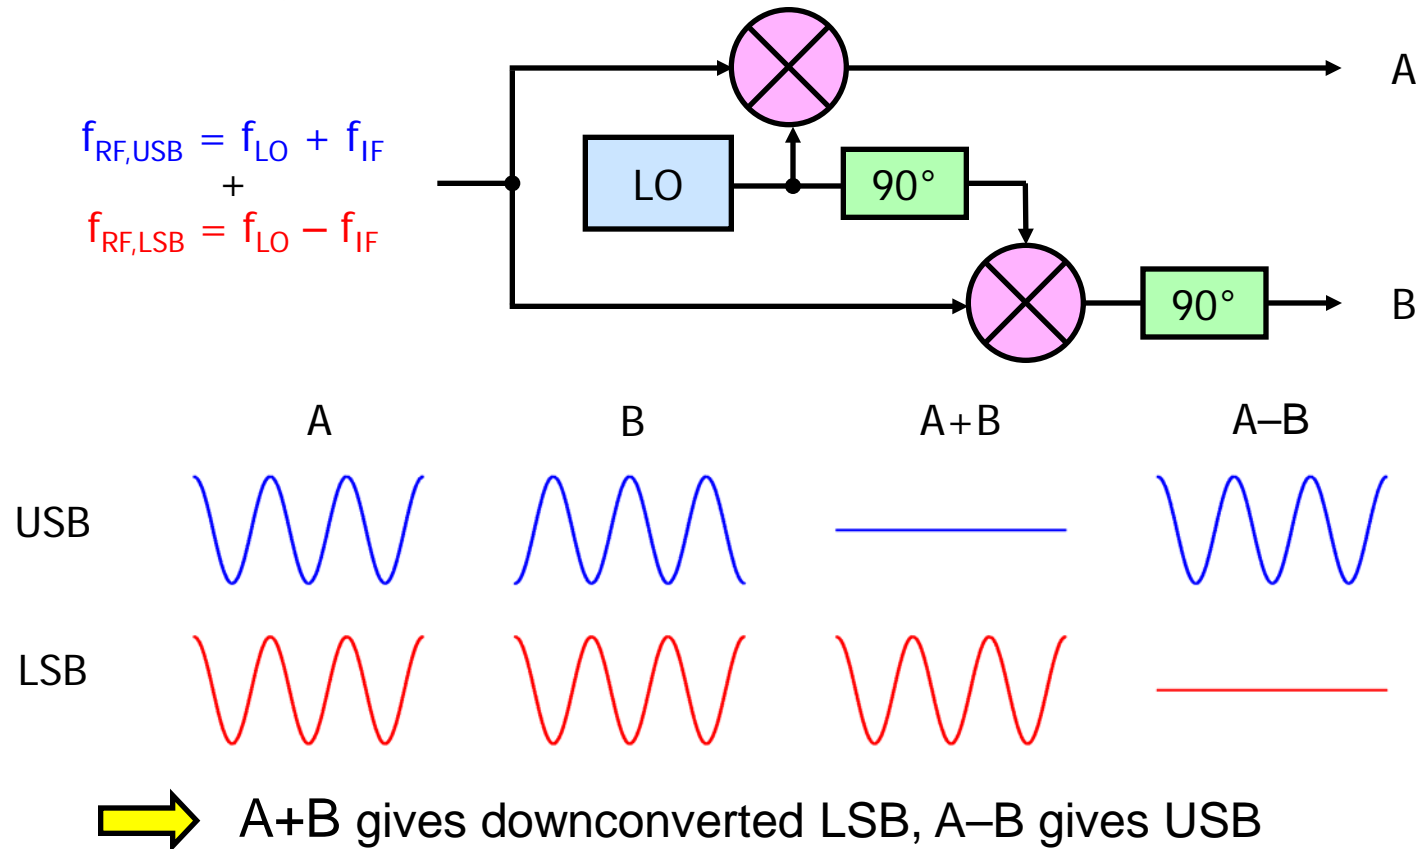 A
f_RF,USB = f_LO + f_IF
+
f_RF,LSB = f_LO – f_IF
LO
90°
90°
B
A B A+B A–B
USB
LSB
A+B gives downconverted LSB, A–B gives USB